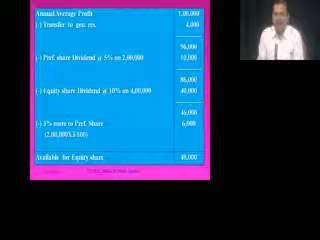 Annual Average Profit 1,00,000
(-) Transfer to gen. res. 4,000
96,000
(-) Pref. share Dividend @ 5% on 2,00,000 10,000
86,000
(-) Equity share Dividend @ 10% on 4,00,000 40,000
46,000
(-) 3% more to Pref. Share 6,000
(2,00,000X3/100)
Available for Equity share 40,000